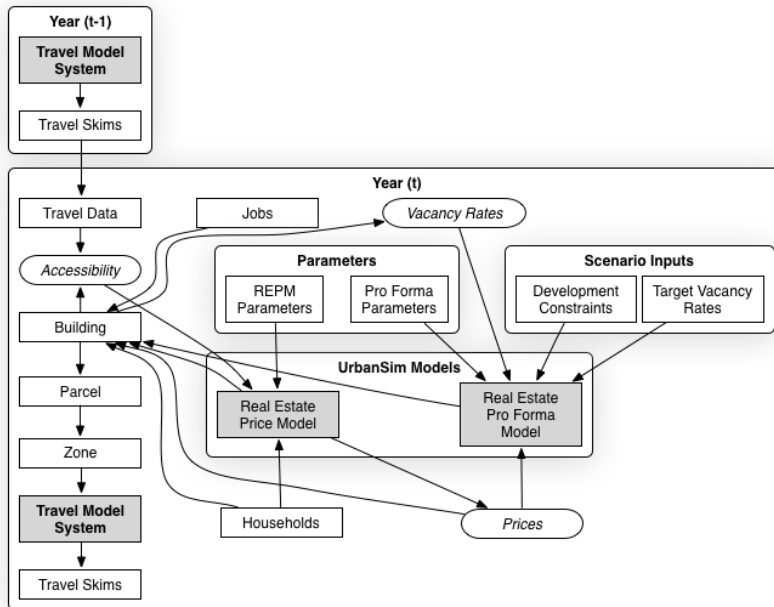 Year (t-1)
Travel Model
System
Travel Skims
Year (t)
Travel Data
Jobs
Vacancy Rates
Accessibility
Parameters
REPM
Parameters
Pro Forma
Parameters
Scenario Inputs
Development
Constraints
Target Vacancy
Rates
Building
UrbanSim Models
Parcel
Real Estate
Price Model
Real Estate
Pro Forma
Model
Zone
Travel Model
System
Households
Prices
Travel Skims